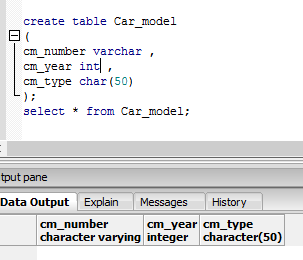 create table Car_model
(
cm_number varchar ,
cm_year int ,
cm_type char(50)
);
select * from Car_model;
tput pane
Data Output Explain Messages History
cm_number cm_year cm_type
character varying integer character(50)